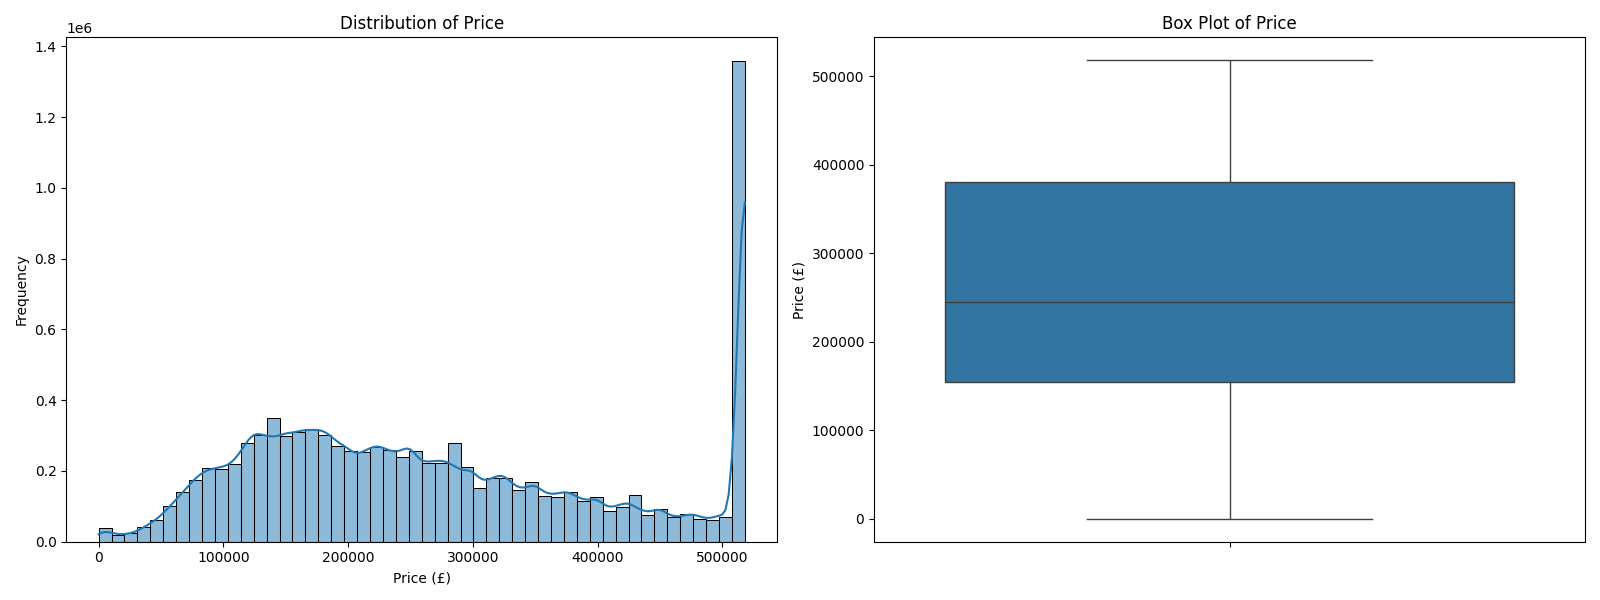 Distribution of Price
1e6
1.4
1.2
1.0
0.8
0.6
0.4
0.2
0.0
Frequency
0 100000 200000 300000 400000 500000
Price (£)
Box Plot of Price
500000
400000
300000
200000
100000
0
Price (£)